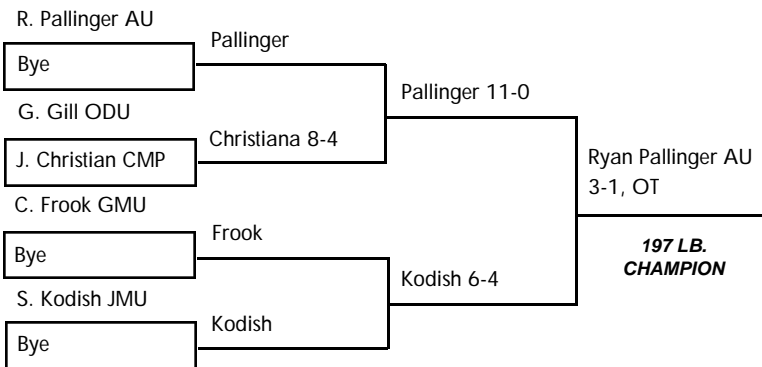 R. Pallinger AU
Bye
G. Gill ODU
J. Christian CMP
C. Frook GMU
Bye
S. Kodish JMU
Bye
Pallinger
Christiana 8-4
Frook
Kodish
Pallinger 11-0
Kodish 6-4
Ryan Pallinger AU
3-1, OT
197 LB.
CHAMPION